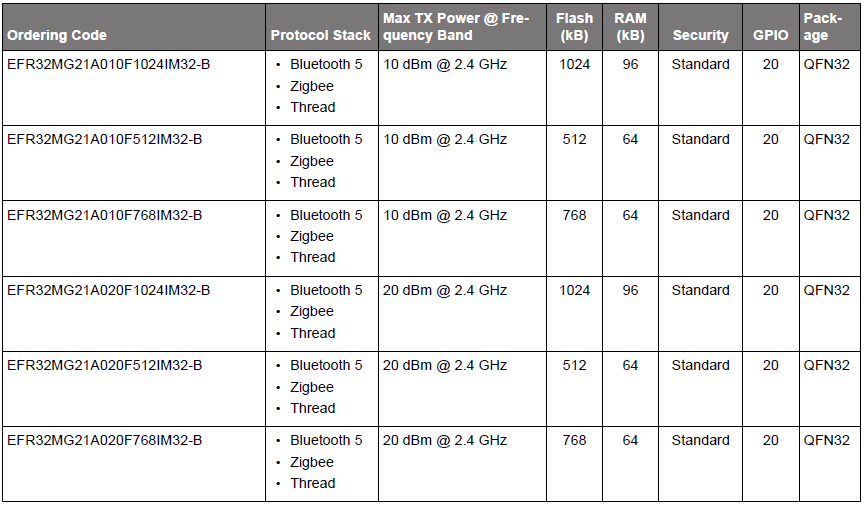 Ordering Code Protocol Stack Max TX Power @ Fre-quency Band Flash (kB) RAM (kB) Security GPIO Pack-age
EFR32MG21A010F1024IM32-B • Bluetooth 5 10 dBm @ 2.4 GHz 1024 96 Standard 20 QFN32
• Zigbee
• Thread
EFR32MG21A010F512IM32-B • Bluetooth 5 10 dBm @ 2.4 GHz 512 64 Standard 20 QFN32
• Zigbee
• Thread
EFR32MG21A010F768IM32-B • Bluetooth 5 10 dBm @ 2.4 GHz 768 64 Standard 20 QFN32
• Zigbee
• Thread
EFR32MG21A020F1024IM32-B • Bluetooth 5 20 dBm @ 2.4 GHz 1024 96 Standard 20 QFN32
• Zigbee
• Thread
EFR32MG21A020F512IM32-B • Bluetooth 5 20 dBm @ 2.4 GHz 512 64 Standard 20 QFN32
• Zigbee
• Thread
EFR32MG21A020F768IM32-B • Bluetooth 5 20 dBm @ 2.4 GHz 768 64 Standard 20 QFN32
• Zigbee
• Thread